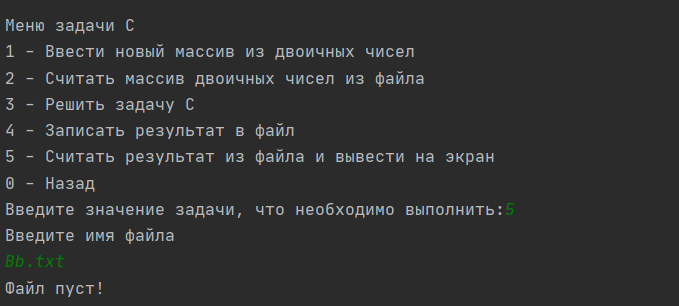 Меню задачи C
1 – Ввести новый массив из двоичных чисел
2 – Считать массив двоичных чисел из файла
3 – Решить задачу C
4 – Записать результат в файл
5 – Считать результат из файла и вывести на экран
0 – Назад
Введите значение задачи, что необходимо выполнить:5
Введите имя файла
Bb.txt
Файл пуст!